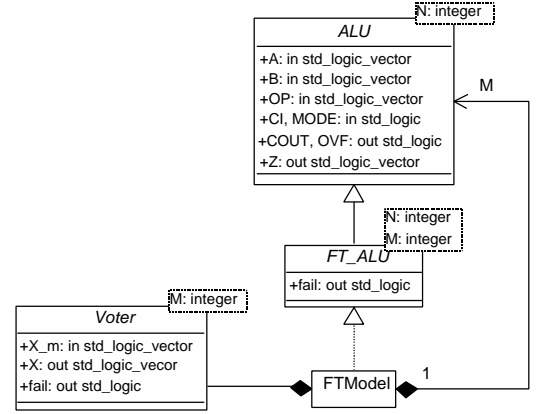 N: integer
ALU
+A: in std_logic_vector
+B: in std_logic_vector
+OP: in std_logic_vector
+CI, MODE: in std_logic
+COUT, OVF: out std_logic
+Z: out std_logic_vector
M
N: integer
M: integer
FT_ALU
+fail: out std_logic
M: integer
Voter
+X_m: in std_logic_vector
+X: out std_logic_vecor
+fail: out std_logic
FTModel
1